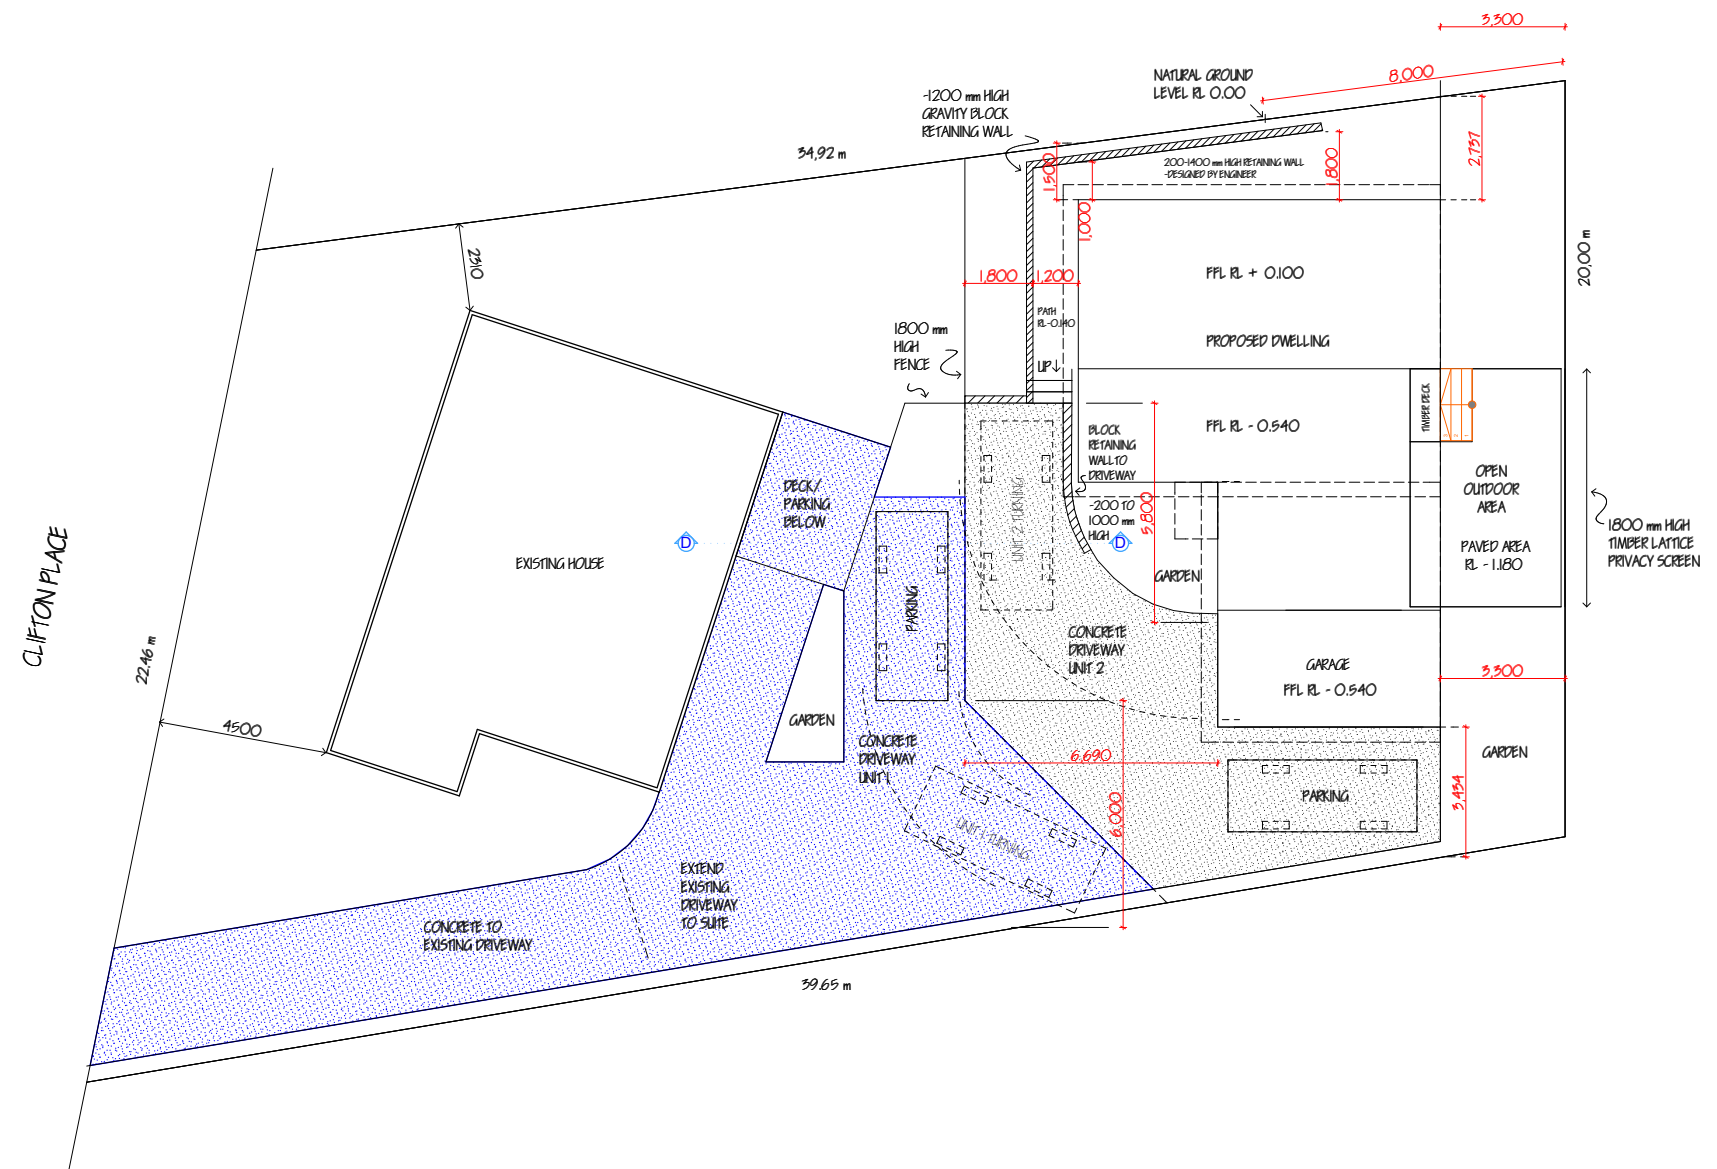 3,300
8,000
NATURAL GROUND
LEVEL RL 0.00
-1200 mm HIGH
GRAVITY BLOCK
RETAINING WALL
34,92 m
2,737
1,500
200-1400 mm HIGH RETAINING WALL
-DESIGNED BY ENGINEER
1,800
1,000
2310
20,00 m
1,800
1,200
FFL RL + 0.100
PATH
RL-0.140
1800 mm
HIGH
FENCE
PROPOSED DWELLING
UP
TIMBER DECK
FFL RL - 0.540
BLOCK
RETAINING
WALL TO
DRIVEWAY
-200 TO
1000 mm
HIGH
5,800
DECK/
PARKING
BELOW
UNIT 2 TURNING
OPEN
OUTDOOR
AREA
PAVED AREA
RL - 1.180
1800 mm HIGH
TIMBER LATTICE
PRIVACY SCREEN
D
D
EXISTING HOUSE
CLIFTON PLACE
22.46 m
PARKING
GARDEN
CONCRETE
DRIVEWAY
UNIT 2
GARAGE
FFL RL - 0.540
3,300
4500
GARDEN
CONCRETE
DRIVEWAY
UNIT 1
6,690
GARDEN
PARKING
3,434
6,000
UNIT 1 TURNING
EXTEND
EXISTING
DRIVEWAY
TO SUITE
CONCRETE TO
EXISTING DRIVEWAY
39.65 m